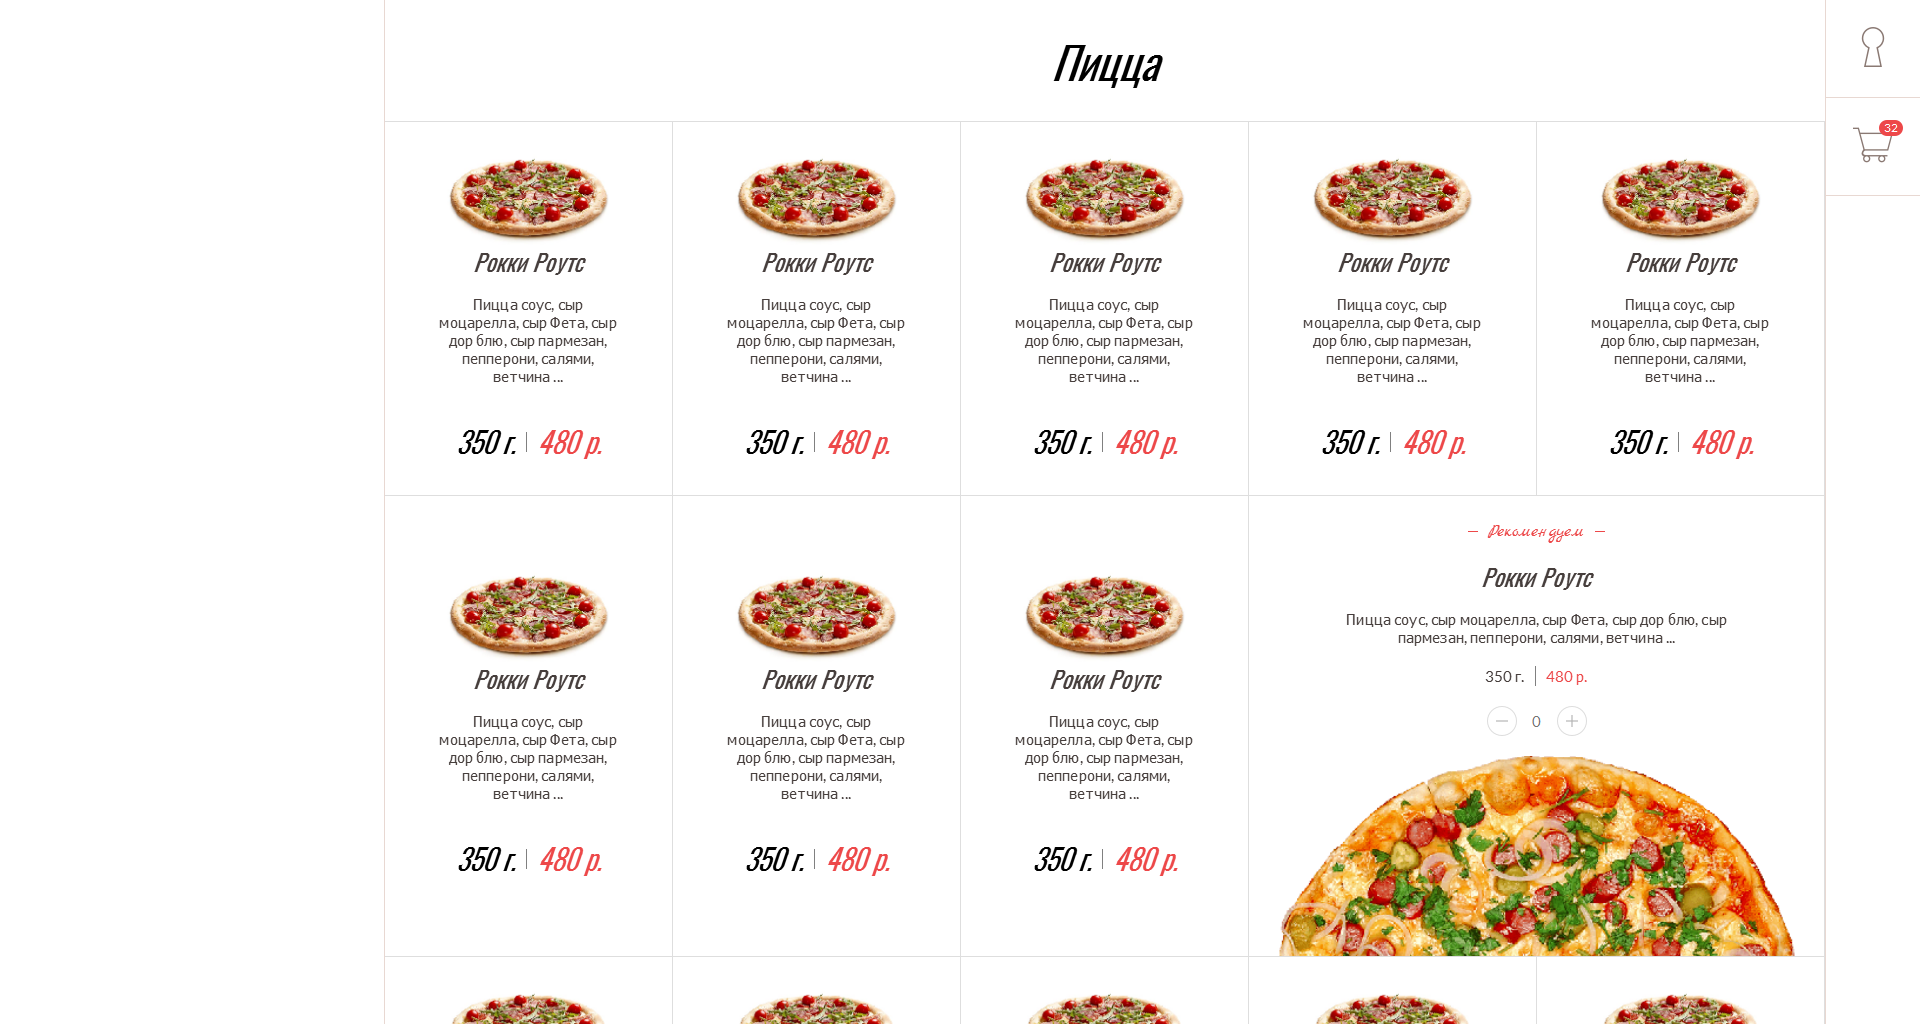 Пицца
32
Рокки Роутс
Пицца соус, сыр
моцарелла, сыр Фета, сыр
дор блю, сыр пармезан,
пепперони, салями,
ветчина ...
350 г. 480 р.
Рокки Роутс
Пицца соус, сыр
моцарелла, сыр Фета, сыр
дор блю, сыр пармезан,
пепперони, салями,
ветчина ...
350 г. 480 р.
Рокки Роутс
Пицца соус, сыр
моцарелла, сыр Фета, сыр
дор блю, сыр пармезан,
пепперони, салями,
ветчина ...
350 г. 480 р.
Рокки Роутс
Пицца соус, сыр
моцарелла, сыр Фета, сыр
дор блю, сыр пармезан,
пепперони, салями,
ветчина ...
350 г. 480 р.
Рокки Роутс
Пицца соус, сыр
моцарелла, сыр Фета, сыр
дор блю, сыр пармезан,
пепперони, салями,
ветчина ...
350 г. 480 р.
Рокки Роутс
Пицца соус, сыр
моцарелла, сыр Фета, сыр
дор блю, сыр пармезан,
пепперони, салями,
ветчина ...
350 г. 480 р.
Рокки Роутс
Пицца соус, сыр
моцарелла, сыр Фета, сыр
дор блю, сыр пармезан,
пепперони, салями,
ветчина ...
350 г. 480 р.
Рокки Роутс
Пицца соус, сыр
моцарелла, сыр Фета, сыр
дор блю, сыр пармезан,
пепперони, салями,
ветчина ...
350 г. 480 р.
Рекомендуем
Рокки Роутс
Пицца соус, сыр моцарелла, сыр Фета, сыр дор блю, сыр
пармезан, пепперони, салями, ветчина ...
350 г. 480 р.
0